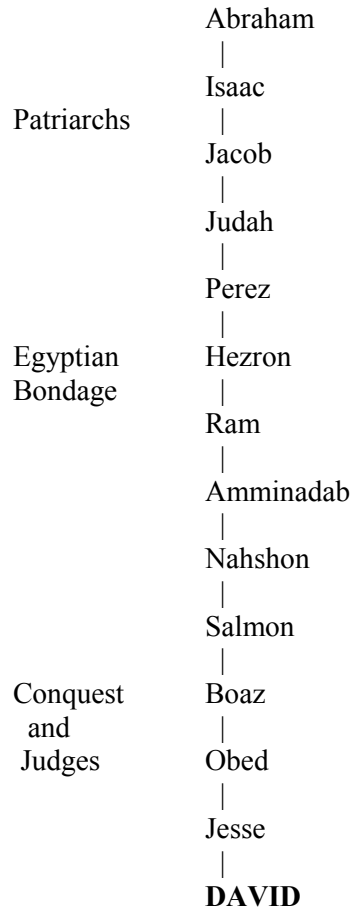 Abraham
|
Isaac
Patriarchs |
Jacob
|
Judah
|
Perez
|
Egyptian Hezron
Bondage |
Ram
|
Amminadab
|
Nahshon
|
Salmon
|
Conquest Boaz
and |
Judges Obed
|
Jesse
|
DAVID